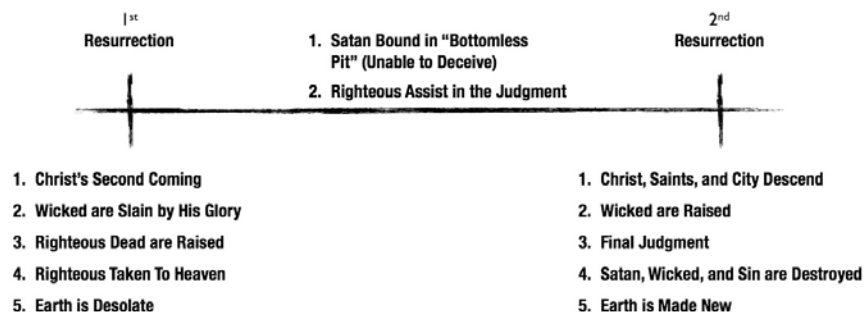 1st
Resurrection
1. Satan Bound in “Bottomless
Pit” (Unable to Deceive)
2. Righteous Assist in the Judgment
2nd
Resurrection
1. Christ’s Second Coming
2. Wicked are Slain by His Glory
3. Righteous Dead are Raised
4. Righteous Taken To Heaven
5. Earth is Desolate
1. Christ, Saints, and City Descend
2. Wicked are Raised
3. Final Judgment
4. Satan, Wicked, and Sin are Destroyed
5. Earth is Made New